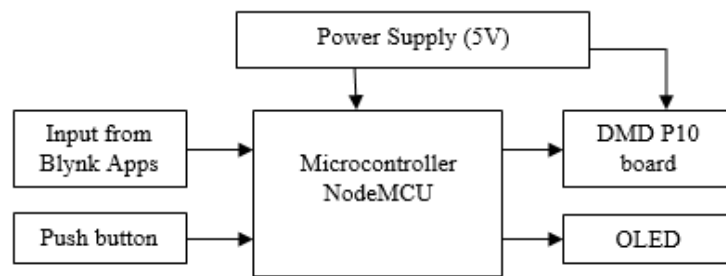 Power Supply (5V)
Input from
Blynk Apps
Microcontroller
NodeMCU
DMD P10
board
Push button
OLED